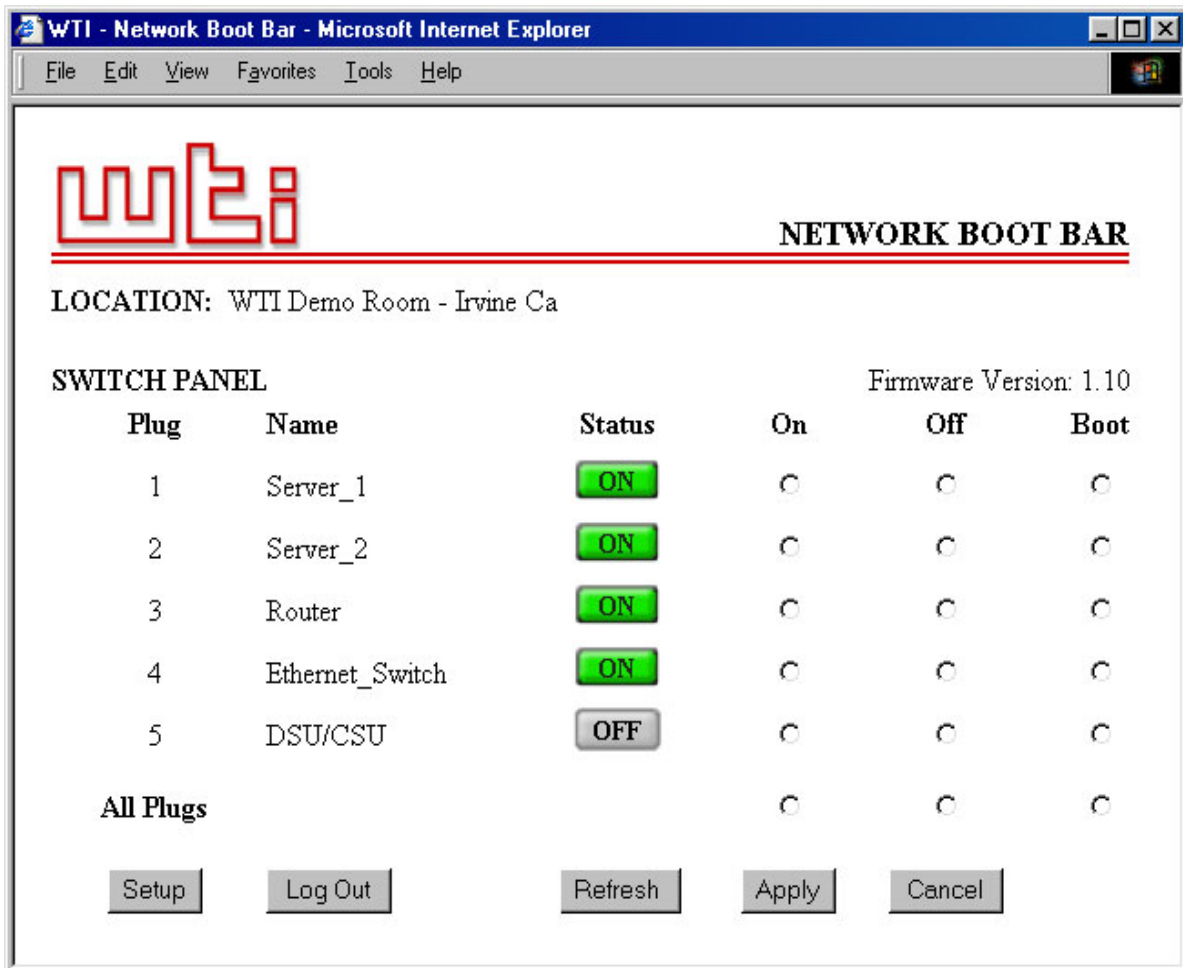 WTI - Network Boot Bar - Microsoft Internet Explorer
File Edit View Favorites Tools Help
wti
NETWORK BOOT BAR
LOCATION: WTI Demo Room - Irvine Ca
SWITCH PANEL Firmware Version: 1.10
Plug Name Status On Off Boot
1 Server_1 ON
2 Server_2 ON
3 Router ON
4 Ethernet_Switch ON
5 DSU/CSU OFF
All Plugs
Setup Log Out Refresh Apply Cancel